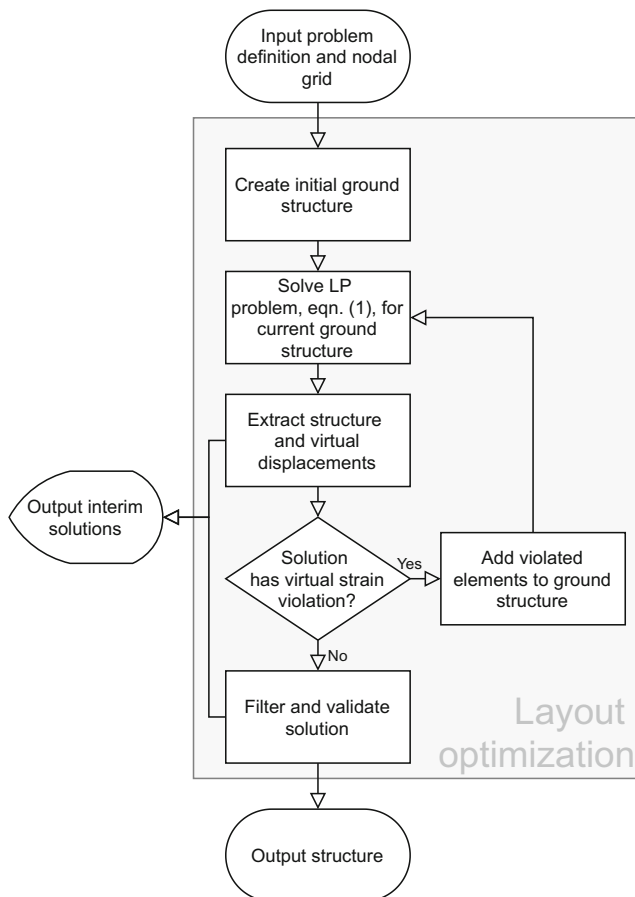 Input problem
definition and nodal
grid
Create initial ground
structure
Solve LP
problem, eqn. (1), for
current ground
structure
Extract structure
and virtual
displacements
Output interim
solutions
Solution
has virtual strain
violation?
Yes
Add violated
elements to ground
structure
No
Filter and validate
solution
Layout
optimization
Output structure